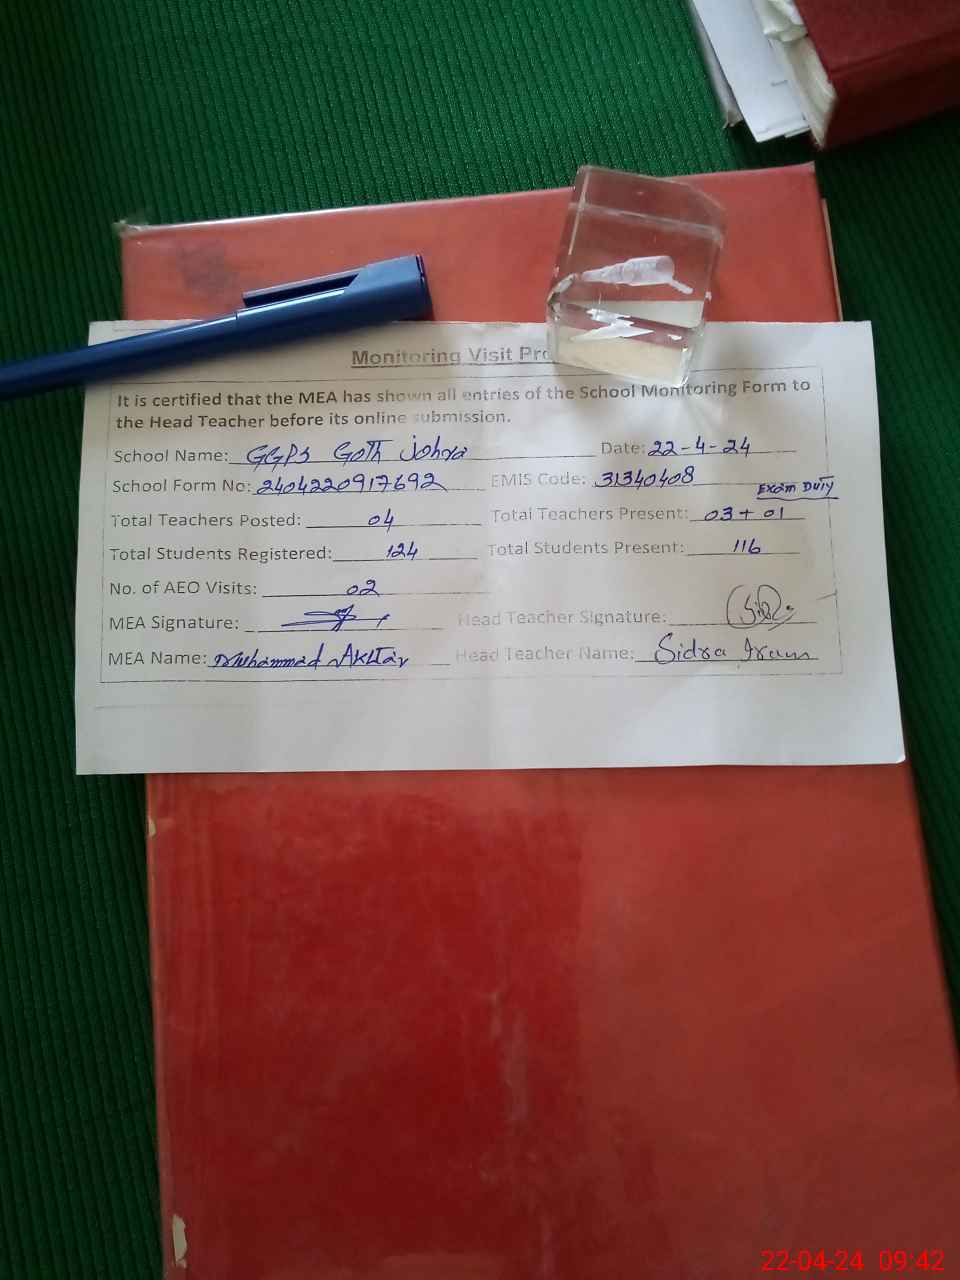 Monitoring Visit Pro
It is certified that the MEA has shown all entries of the School Monitoring Form to
the Head Teacher before its online submission.
School Name: GGPS Goth Johra Date: 22-4-24
School Form No: 2404220917692 EMIS Code: 31340408
Exam Duty
Total Teachers Posted: 04 Total Teachers Present: 03 + 01
Total Students Registered: 124 Total Students Present: 116
No. of AEO Visits: 02
MEA Signature: Head Teacher Signature:
MEA Name: Muhammad Akhtar Head Teacher Name: Sidra Iram
22-04-24 09:42